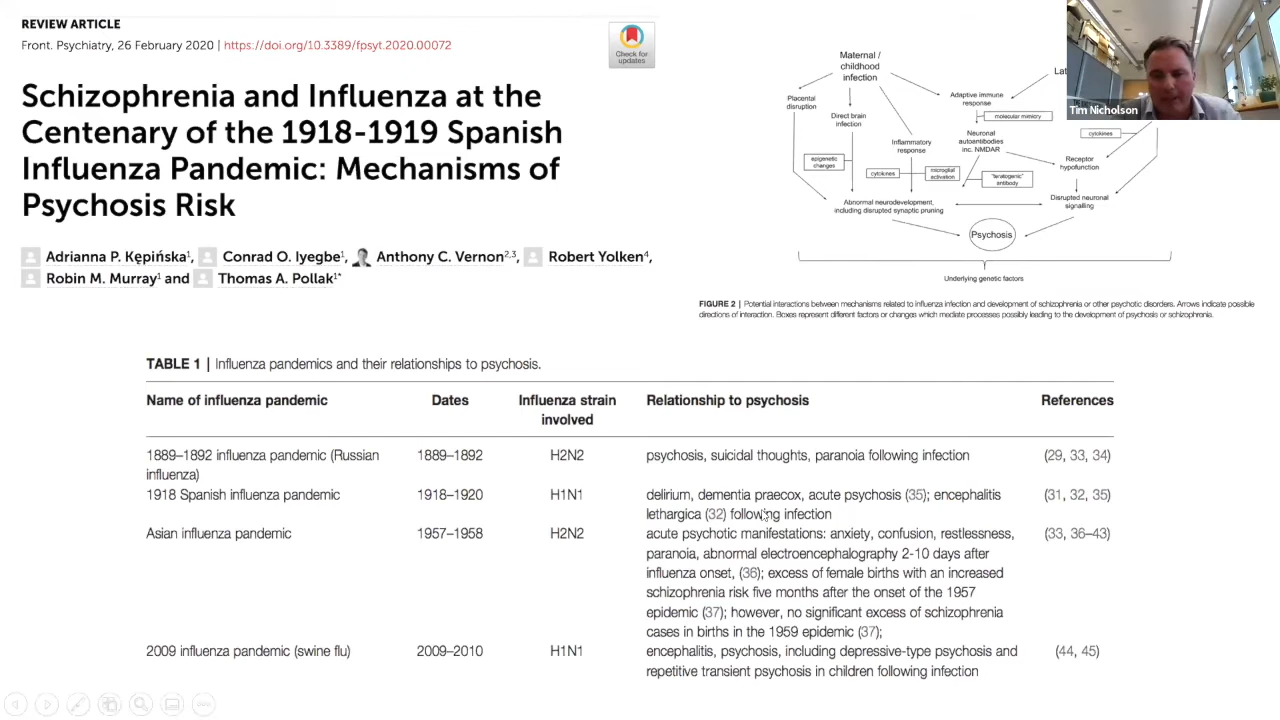 REVIEW ARTICLE
Front. Psychiatry, 26 February 2020 | https://doi.org/10.3389/fpsyt.2020.00072
Check for
updates
Schizophrenia and Influenza at the
Centenary of the 1918-1919 Spanish
Influenza Pandemic: Mechanisms of
Psychosis Risk
Adrianna P. Kępińska1, Conrad O. Iyegbe1, Anthony C. Vernon2,3, Robert Yolken4,
Robin M. Murray1 and Thomas A. Pollak1*
Maternal /
childhood
infection
Lat
Tim Nicholson
Placental
disruption
Direct brain
infection
Adaptive immune
response
molecular mimicry
Inflammatory
response
Neuronal
autoantibodies
inc. NMDAR
cytokines
Receptor
hypofunction
epigenetic
changes
cytokines
microglial
activation
"teratogenic"
antibody
Abnormal neurodevelopment,
including disrupted synaptic pruning
Disrupted neuronal
signalling
Psychosis
Underlying genetic factors
FIGURE 2 | Potential interactions between mechanisms related to influenza infection and development of schizophrenia or other psychotic disorders. Arrows indicate possible
directions of interaction. Boxes represent different factors or changes which mediate processes possibly leading to the development of psychosis or schizophrenia.
TABLE 1 | Influenza pandemics and their relationships to psychosis.
Name of influenza pandemic Dates Influenza strain involved Relationship to psychosis References
1889–1892 influenza pandemic (Russian influenza) 1889–1892 H2N2 psychosis, suicidal thoughts, paranoia following infection (29, 33, 34)
1918 Spanish influenza pandemic 1918–1920 H1N1 delirium, dementia praecox, acute psychosis (35); encephalitis (31, 32, 35)
lethargica (32) following infection
Asian influenza pandemic 1957–1958 H2N2 acute psychotic manifestations: anxiety, confusion, restlessness, (33, 36–43)
paranoia, abnormal electroencephalography 2-10 days after
influenza onset, (36); excess of female births with an increased
schizophrenia risk five months after the onset of the 1957
epidemic (37); however, no significant excess of schizophrenia
cases in births in the 1959 epidemic (37);
2009 influenza pandemic (swine flu) 2009–2010 H1N1 encephalitis, psychosis, including depressive-type psychosis and (44, 45)
repetitive transient psychosis in children following infection